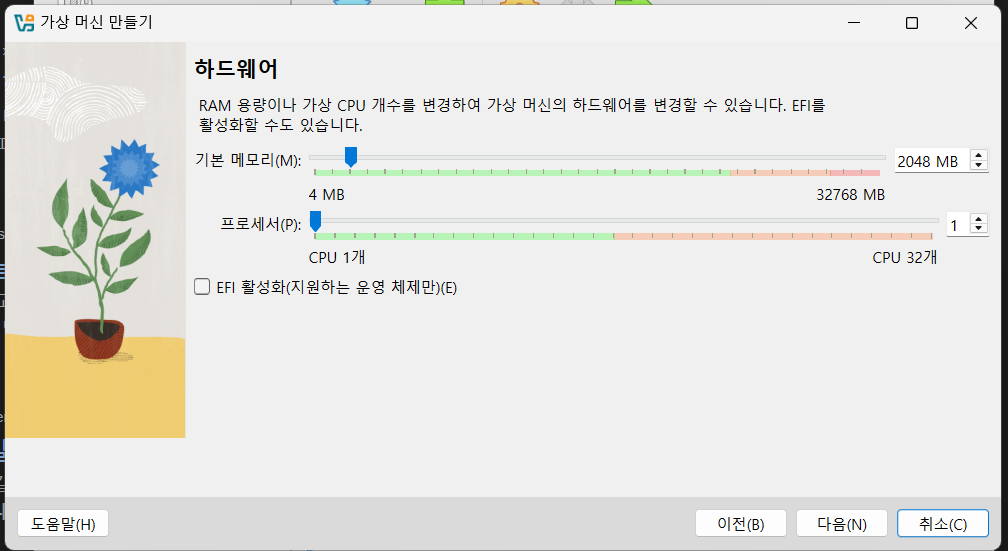 가상 머신 만들기
하드웨어
RAM 용량이나 가상 CPU 개수를 변경하여 가상 머신의 하드웨어를 변경할 수 있습니다. EFI를
활성화할 수도 있습니다.
기본 메모리(M): 2048 MB
4 MB 32768 MB
프로세서(P): 1
CPU 1개 CPU 32개
EFI 활성화(지원하는 운영 체제만)(E)
도움말(H) 이전(B) 다음(N) 취소(C)